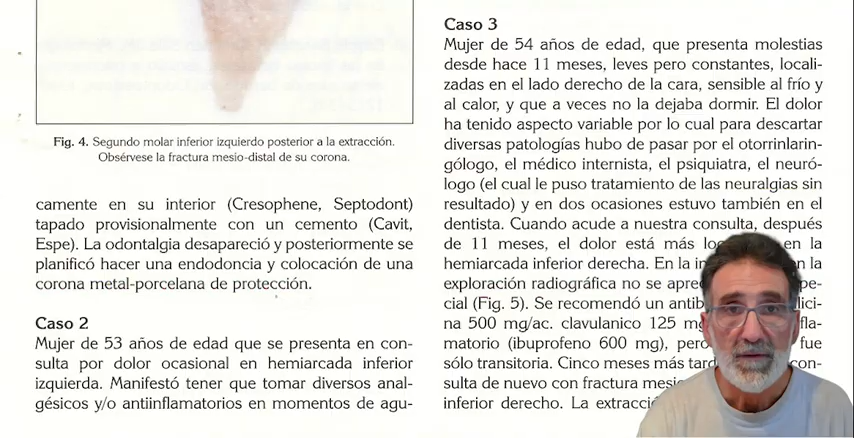 Fig. 4. Segundo molar inferior izquierdo posterior a la extracción.
Obsérvese la fractura mesio-distal de su corona.
camente en su interior (Cresophene, Septodont)
tapado provisionalmente con un cemento (Cavit,
Espe). La odontalgia desapareció y posteriormente se
planificó hacer una endodoncia y colocación de una
corona metal-porcelana de protección.
Caso 2
Mujer de 53 años de edad que se presenta en con-
sulta por dolor ocasional en hemiarcada inferior
izquierda. Manifestó tener que tomar diversos anal-
gésicos y/o antiinflamatorios en momentos de agu-
Caso 3
Mujer de 54 años de edad, que presenta molestias
desde hace 11 meses, leves pero constantes, locali-
zadas en el lado derecho de la cara, sensible al frío y
al calor, y que a veces no la dejaba dormir. El dolor
ha tenido aspecto variable por lo cual para descartar
diversas patologías hubo de pasar por el otorrinlarin-
gólogo, el médico internista, el psiquiatra, el neuró-
logo (el cual le puso tratamiento de las neuralgias sin
resultado) y en dos ocasiones estuvo también en el
dentista. Cuando acude a nuestra consulta, después
de 11 meses, el dolor está más en la
hemiarcada inferior derecha. En la la
exploración radiográfica no se
cial (Fig. 5). Se recomendó un
na 500 mg/ac. clavulanico 125
matorio (ibuprofeno 600 mg), fue
sólo transitoria. Cinco meses más
sulta de nuevo con fractura
inferior derecho. La